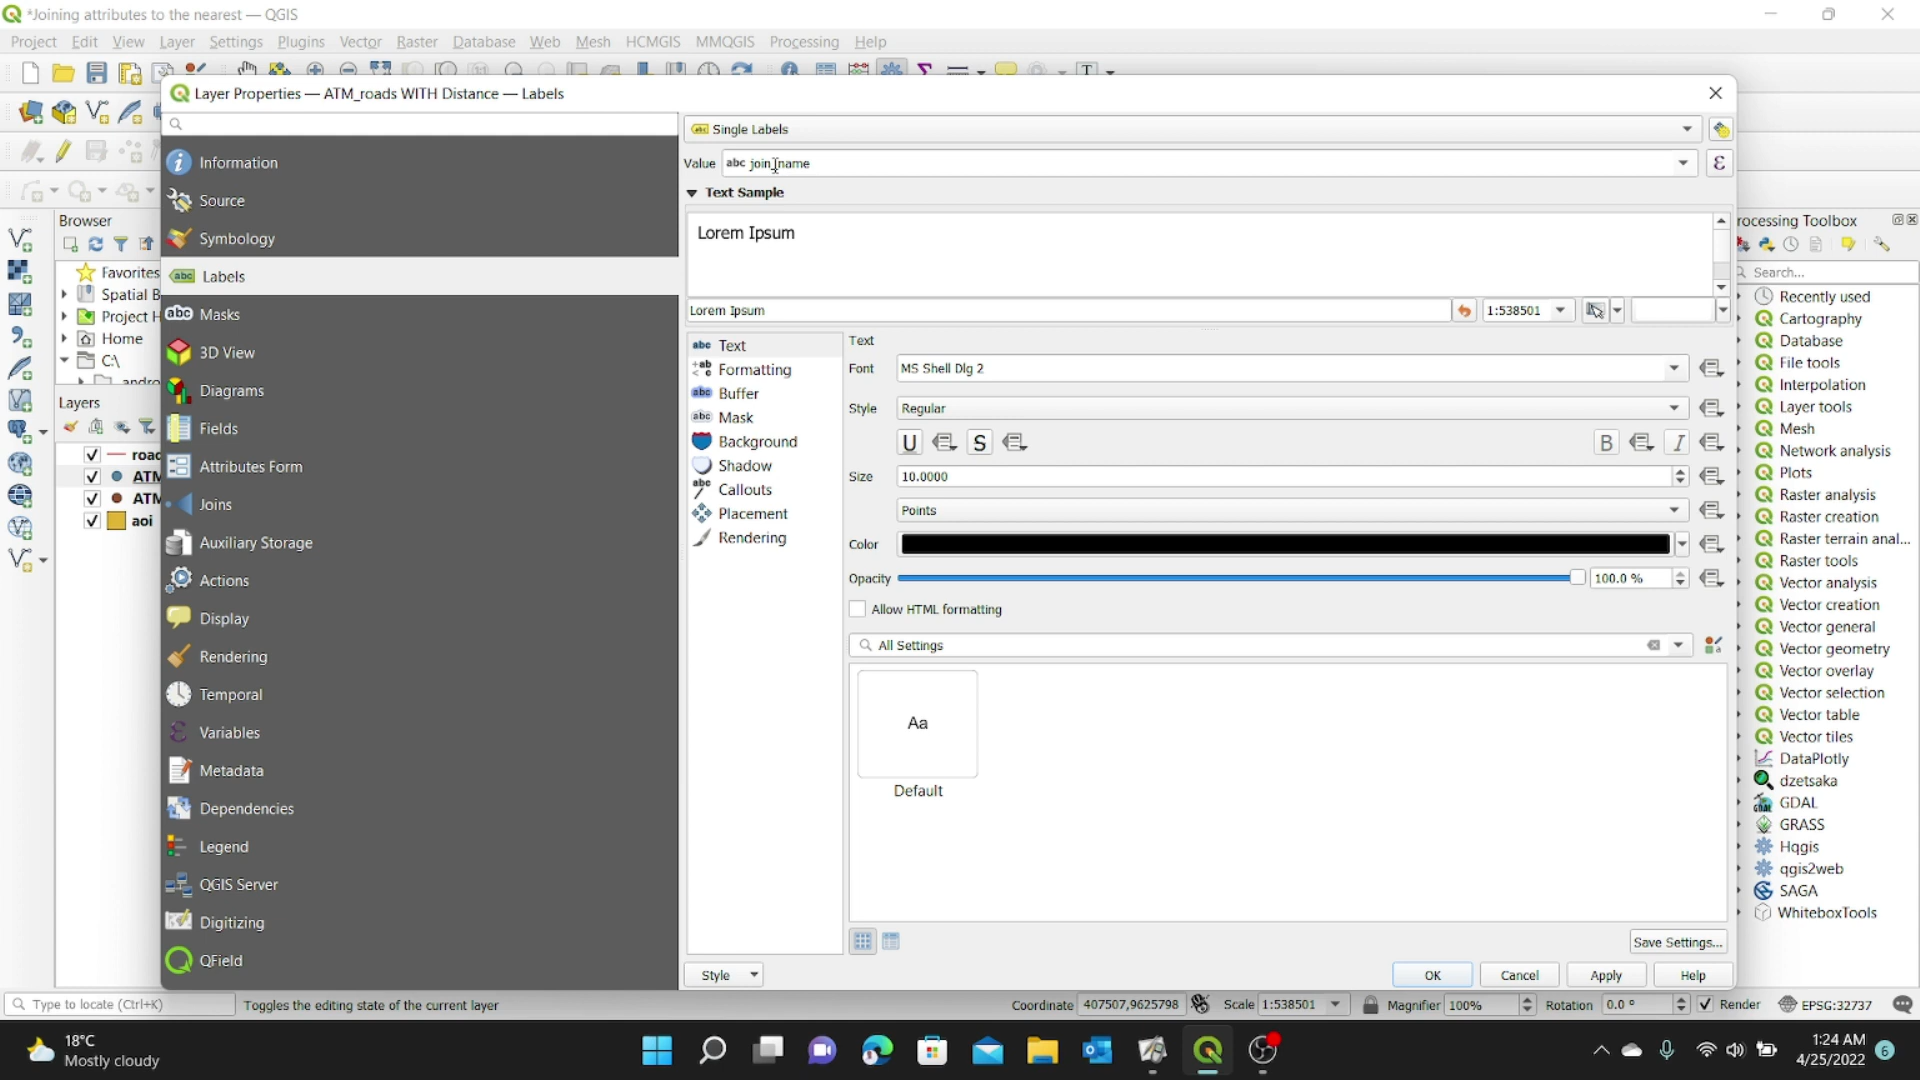 *Joining attributes to the nearest — QGIS
Project Edit View Layer Settings Plugins Vector Raster Database Web Mesh HCMGIS MMQGIS Processing Help
Layer Properties — ATM_roads WITH Distance — Labels
Information
Source
Symbology
Labels
Masks
3D View
Diagrams
Fields
Attributes Form
Joins
Auxiliary Storage
Actions
Display
Rendering
Temporal
Variables
Metadata
Dependencies
Legend
QGIS Server
Digitizing
QField
Single Labels
Value abc join_name
Text Sample
Lorem Ipsum
Lorem Ipsum
1:538501
Text
Formatting
Buffer
Mask
Background
Shadow
Callouts
Placement
Rendering
Text
Font MS Shell Dlg 2
Style Regular
U S B I
Size 10.0000
Points
Color
Opacity 100.0 %
Allow HTML formatting
All Settings
Aa
Default
Save Settings...
Style OK Cancel Apply Help
Browser
Favorites
Spatial B
Project H
Home
C:\
Layers
road
ATM
ATM
aoi
rocessing Toolbox
Search...
Recently used
Cartography
Database
File tools
Interpolation
Layer tools
Mesh
Network analysis
Plots
Raster analysis
Raster creation
Raster terrain anal...
Raster tools
Vector analysis
Vector creation
Vector general
Vector geometry
Vector overlay
Vector selection
Vector table
Vector tiles
DataPlotly
dzetsaka
GDAL
GRASS
Hqgis
qgis2web
SAGA
WhiteboxTools
Type to locate (Ctrl+K) Toggles the editing state of the current layer Coordinate 407507,9625798 Scale 1:538501 Magnifier 100% Rotation 0.0 ° Render EPSG:32737
18°C
Mostly cloudy
1:24 AM
4/25/2022
6